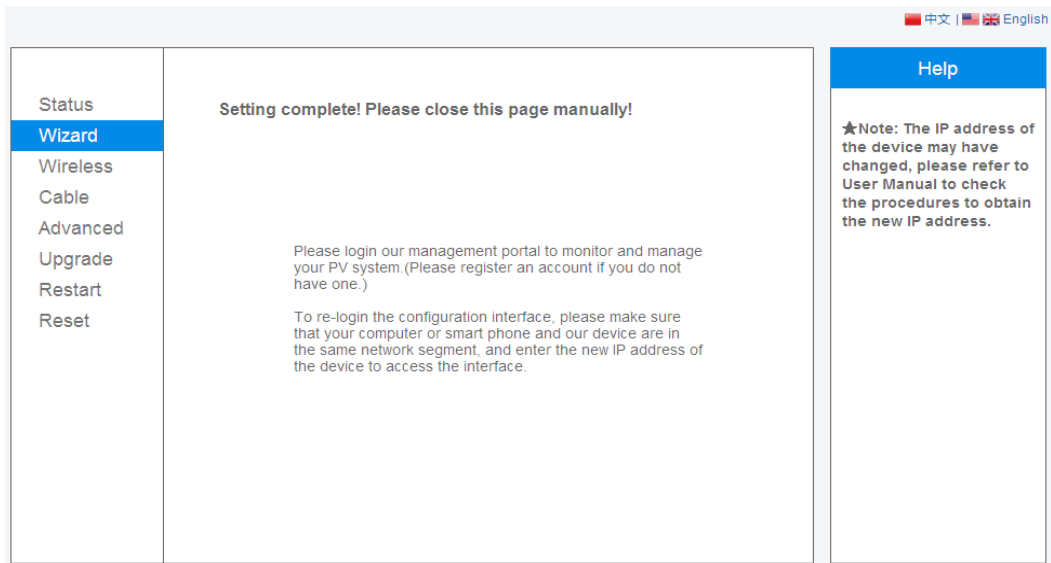 中文 | English
Status
Wizard
Wireless
Cable
Advanced
Upgrade
Restart
Reset
Setting complete! Please close this page manually!
Please login our management portal to monitor and manage
your PV system.(Please register an account if you do not
have one.)
To re-login the configuration interface, please make sure
that your computer or smart phone and our device are in
the same network segment, and enter the new IP address of
the device to access the interface.
Help
★Note: The IP address of
the device may have
changed, please refer to
User Manual to check
the procedures to obtain
the new IP address.